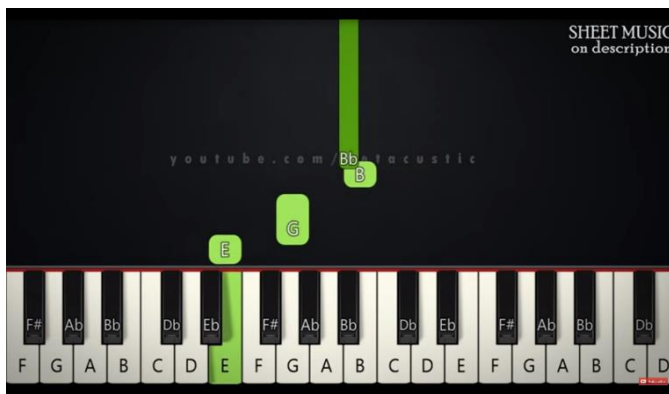 SHEET MUSIC
on description
Bb
B
G
E
F# Ab Bb Db Eb F# Ab Bb Db Eb F# Ab Bb Db
F G A B C D E F G A B C D E F G A B C D